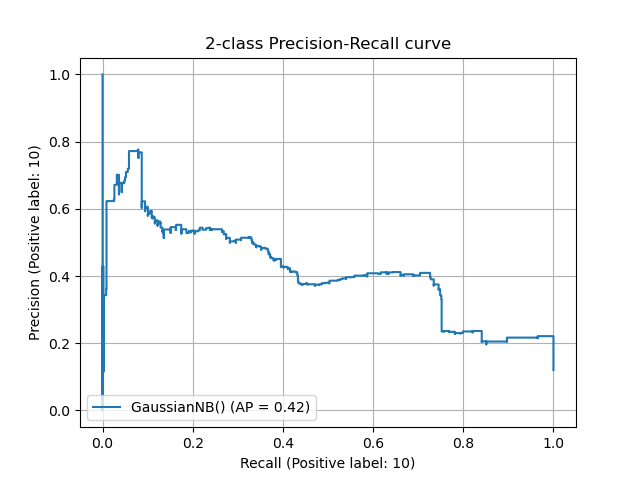 2-class Precision-Recall curve
1.0
0.8
0.6
0.4
0.2
0.0
Precision (Positive label: 10)
GaussianNB() (AP = 0.42)
0.0 0.2 0.4 0.6 0.8 1.0
Recall (Positive label: 10)